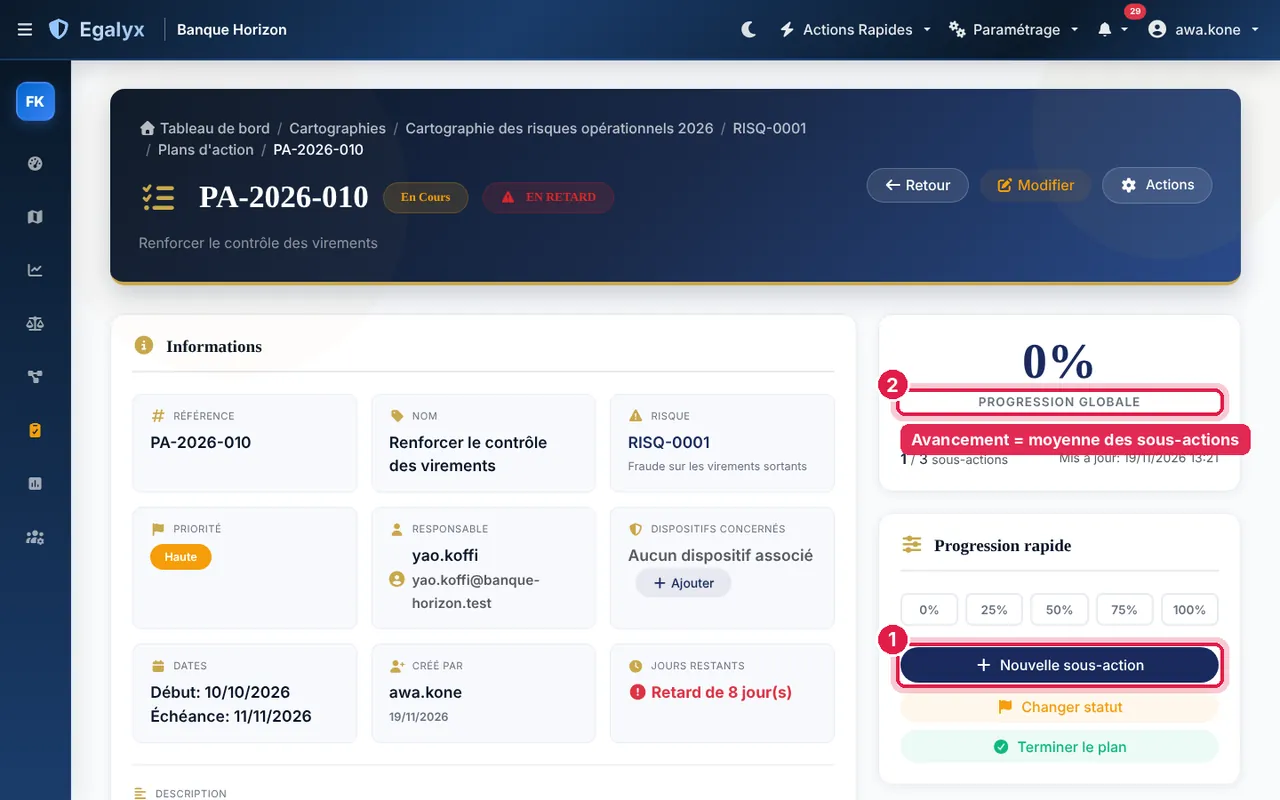 Egalyx
Banque Horizon
Actions Rapides
Paramétrage
29
awa.kone
FK
Tableau de bord / Cartographies / Cartographie des risques opérationnels 2026 / RISQ-0001
/ Plans d'action / PA-2026-010
PA-2026-010
En Cours
EN RETARD
Retour
Modifier
Actions
Renforcer le contrôle des virements
Informations
RÉFÉRENCE
PA-2026-010
NOM
Renforcer le contrôle
des virements
RISQUE
RISQ-0001
Fraude sur les virements sortants
PRIORITÉ
Haute
RESPONSABLE
yao.koffi
yao.koffi@banque-
horizon.test
DISPOSITIFS CONCERNÉS
Aucun dispositif associé
+ Ajouter
DATES
Début: 10/10/2026
Échéance: 11/11/2026
CRÉÉ PAR
awa.kone
19/11/2026
JOURS RESTANTS
Retard de 8 jour(s)
DESCRIPTION
0%
2
PROGRESSION GLOBALE
Avancement = moyenne des sous-actions
1 / 3 sous-actions
Mis à jour: 19/11/2026 13:21
Progression rapide
0%
25%
50%
75%
100%
1
+ Nouvelle sous-action
Changer statut
Terminer le plan